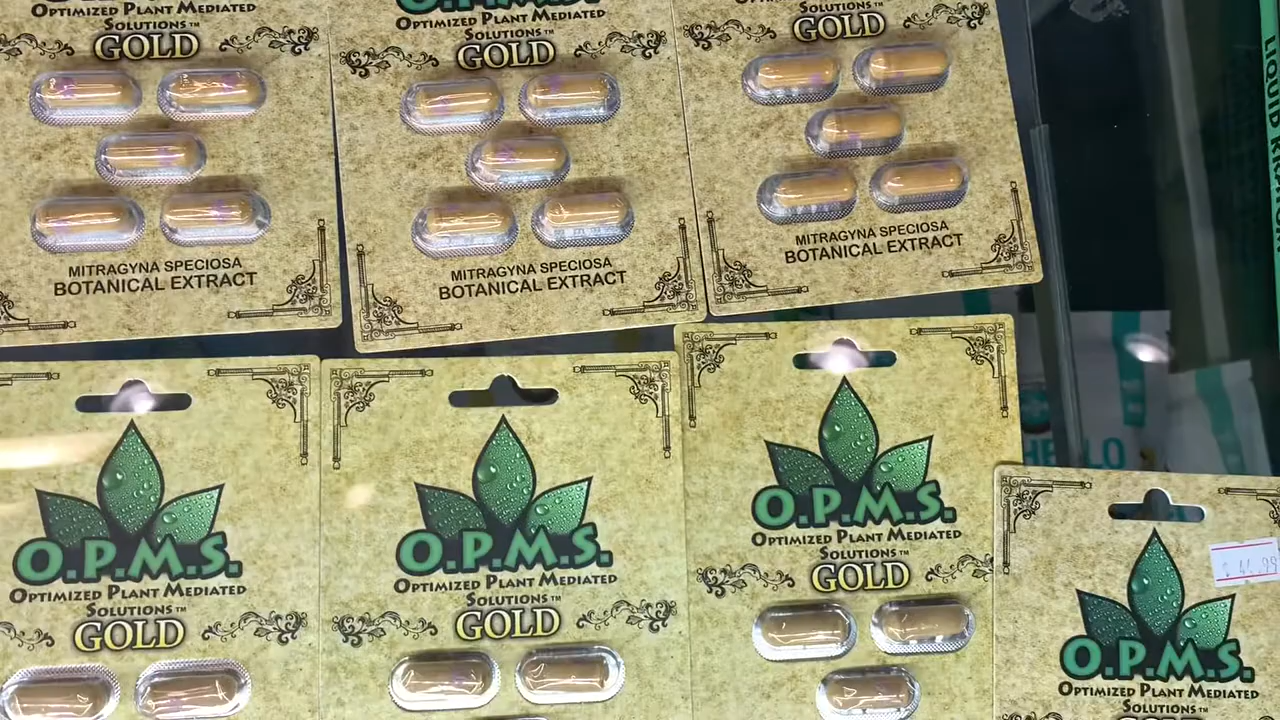 OPTIMIZED PLANT MEDIATED
SOLUTIONS™
GOLD
MITRAGYNA SPECIOSA
BOTANICAL EXTRACT
O.P.M.S.
OPTIMIZED PLANT MEDIATED
SOLUTIONS™
GOLD
MITRAGYNA SPECIOSA
BOTANICAL EXTRACT
SOLUTIONS™
GOLD
MITRAGYNA SPECIOSA
BOTANICAL EXTRACT
LIQUID
O.P.M.S.
OPTIMIZED PLANT MEDIATED
SOLUTIONS™
GOLD
O.P.M.S.
OPTIMIZED PLANT MEDIATED
SOLUTIONS™
GOLD
O.P.M.S.
OPTIMIZED PLANT MEDIATED
SOLUTIONS™
GOLD
O.P.M.S.
OPTIMIZED PLANT MEDIATED
SOLUTIONS™